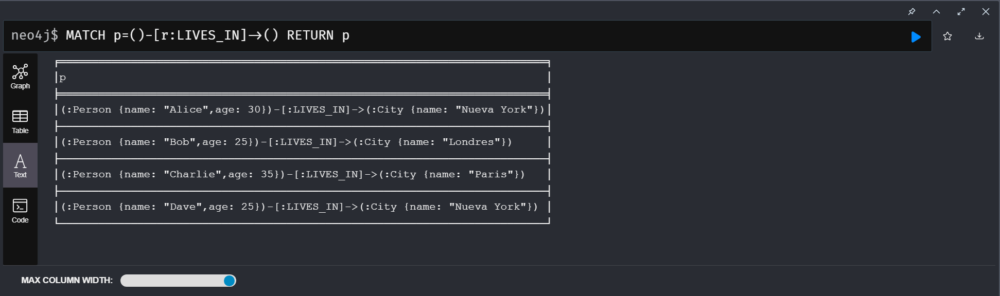 neo4j$ MATCH p=()-[r:LIVES_IN]->() RETURN p
Graph
Table
Text
Code
p
(:Person {name: "Alice",age: 30})-[:LIVES_IN]->(:City {name: "Nueva York"})
(:Person {name: "Bob",age: 25})-[:LIVES_IN]->(:City {name: "Londres"})
(:Person {name: "Charlie",age: 35})-[:LIVES_IN]->(:City {name: "Paris"})
(:Person {name: "Dave",age: 25})-[:LIVES_IN]->(:City {name: "Nueva York"})
MAX COLUMN WIDTH: